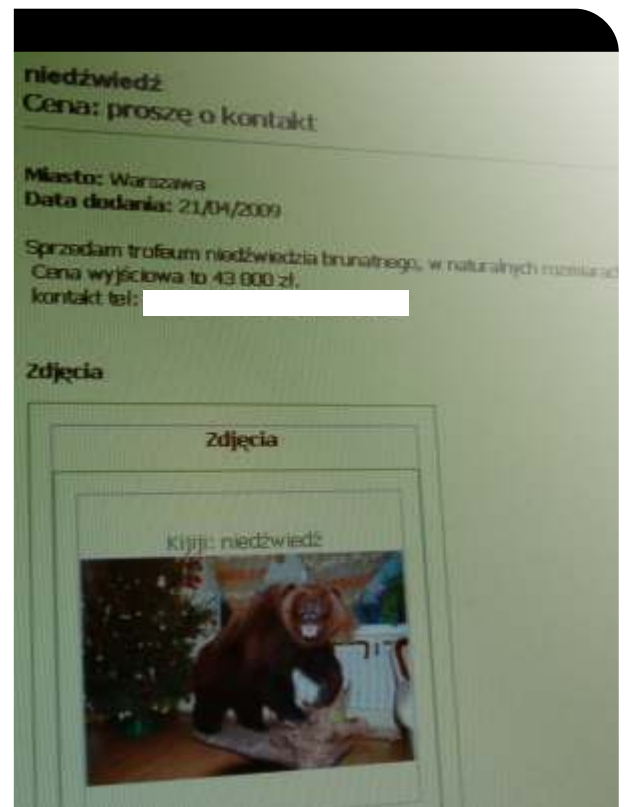 niedźwiedź
Cena: proszę o kontakt
Miasto: Warszawa
Data dodania: 21/04/2009
Sprzedam trofeum niedźwiedzia brunatnego, w naturalnych
Cena wyjściowa to 43 000 zł.
kontakt tel:
Zdjęcia
Zdjęcia
Kijiji: niedźwiedź